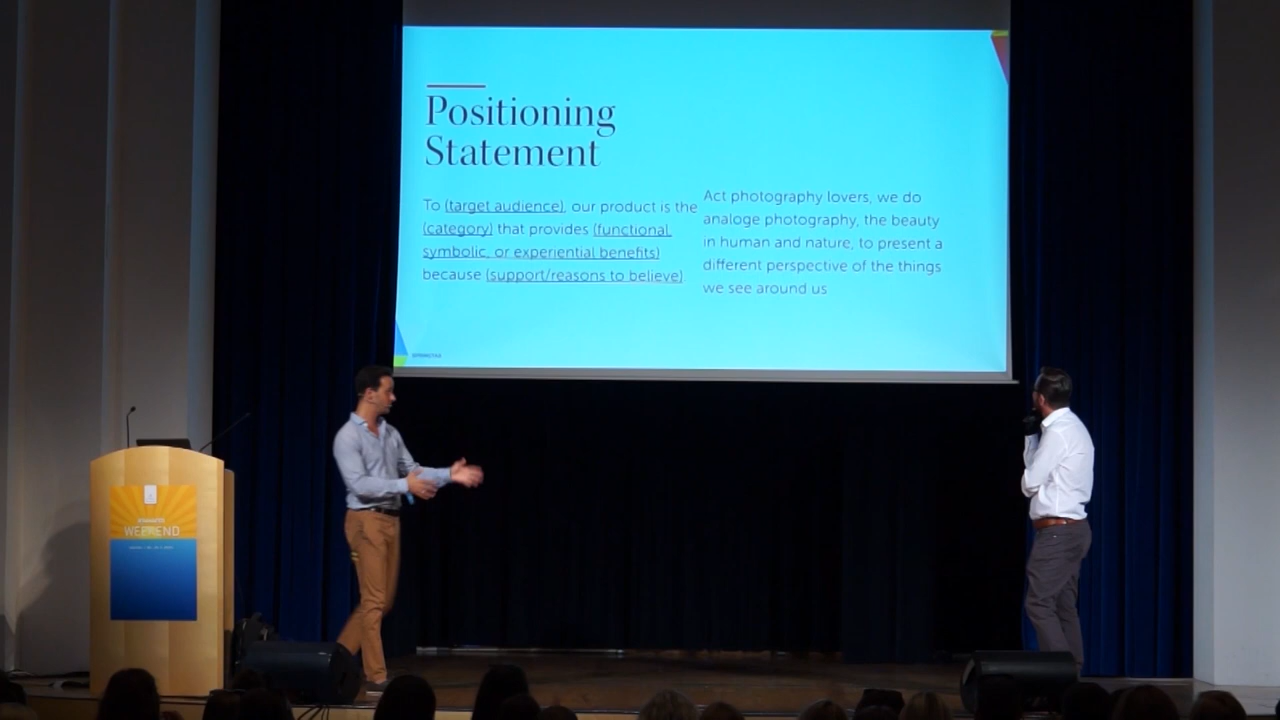 Positioning
Statement
To (target audience), our product is the
(category) that provides (functional,
symbolic, or experiential benefits)
because (support/reasons to believe).
Act photography lovers, we do
analoge photography, the beauty
in human and nature, to present a
different perspective of the things
we see around us
WEEKEND